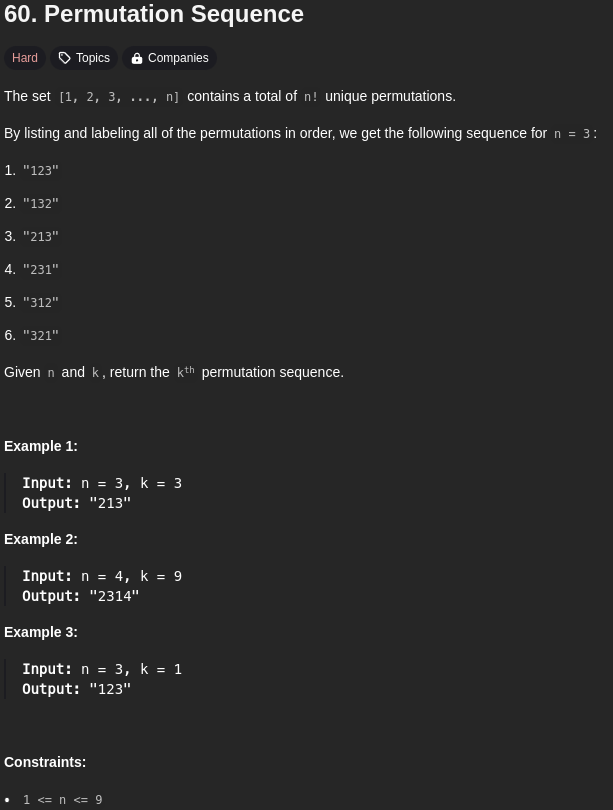 60. Permutation Sequence
Hard Topics Companies
The set [1, 2, 3, ..., n] contains a total of n! unique permutations.
By listing and labeling all of the permutations in order, we get the following sequence for n = 3:
1. "123"
2. "132"
3. "213"
4. "231"
5. "312"
6. "321"
Given n and k, return the kth permutation sequence.
Example 1:
Input: n = 3, k = 3
Output: "213"
Example 2:
Input: n = 4, k = 9
Output: "2314"
Example 3:
Input: n = 3, k = 1
Output: "123"
Constraints:
• 1 <= n <= 9